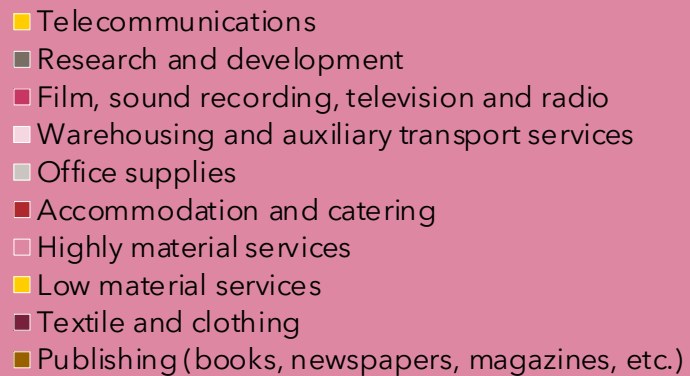 Telecommunications
Research and development
Film, sound recording, television and radio
Warehousing and auxiliary transport services
Office supplies
Accommodation and catering
Highly material services
Low material services
Textile and clothing
Publishing (books, newspapers, magazines, etc.)